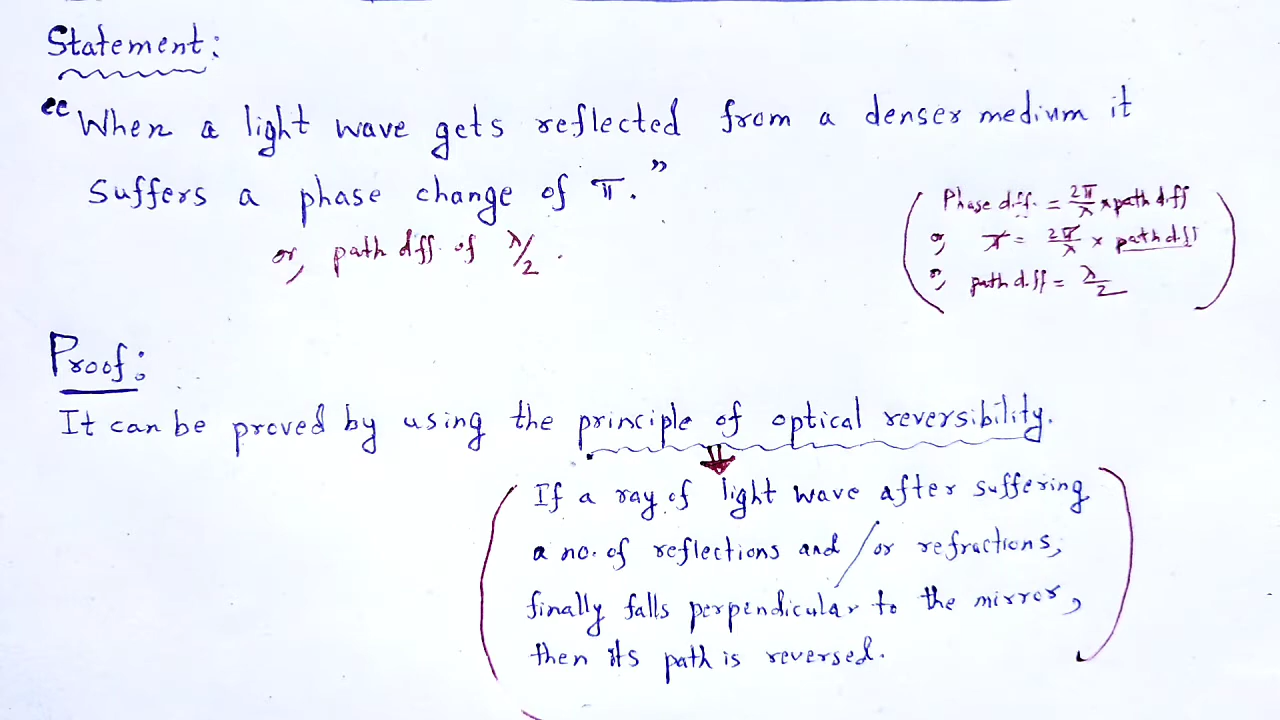 Statement:
"When a light wave gets reflected from a denser medium it
suffers a phase change of π."
or, path dff. of λ/2.
(Phase diff. = 2π/λ × path diff
or, π = 2π/λ × path diff
or, path diff = λ/2)
Proof:
It can be proved by using the principle of optical reversibility.
(If a ray of light wave after suffering
a no. of reflections and/or refractions,
finally falls perpendicular to the mirror,
then its path is reversed.)